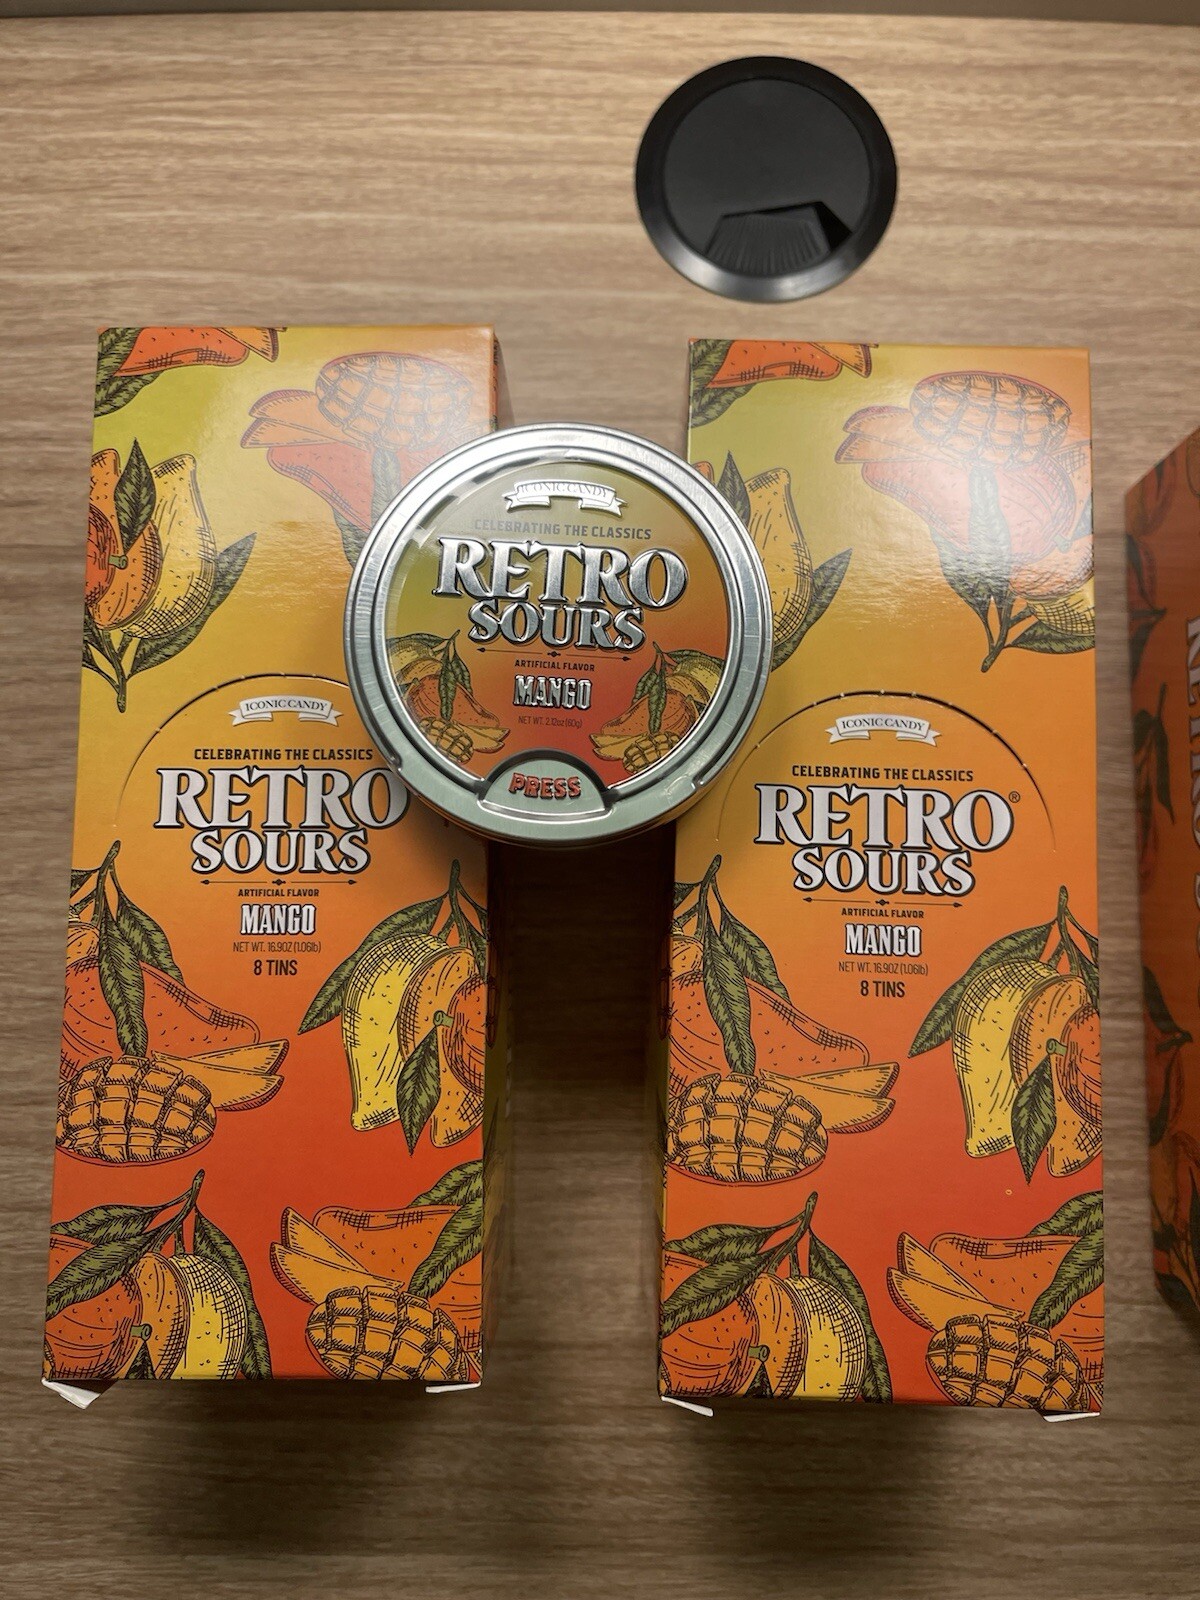 ICONIC CANDY
CELEBRATING THE CLASSICS
RETRO
SOURS
ARTIFICIAL FLAVOR
MANGO
NET WT. 2.12oz (60g)
PRESS
ICONIC CANDY
CELEBRATING THE CLASSICS
RETRO
SOURS
ARTIFICIAL FLAVOR
MANGO
NET WT. 16.9OZ (1.06lb)
8 TINS
ICONIC CANDY
CELEBRATING THE CLASSICS
RETRO®
SOURS
ARTIFICIAL FLAVOR
MANGO
NET WT. 16.9OZ (1.06lb)
8 TINS